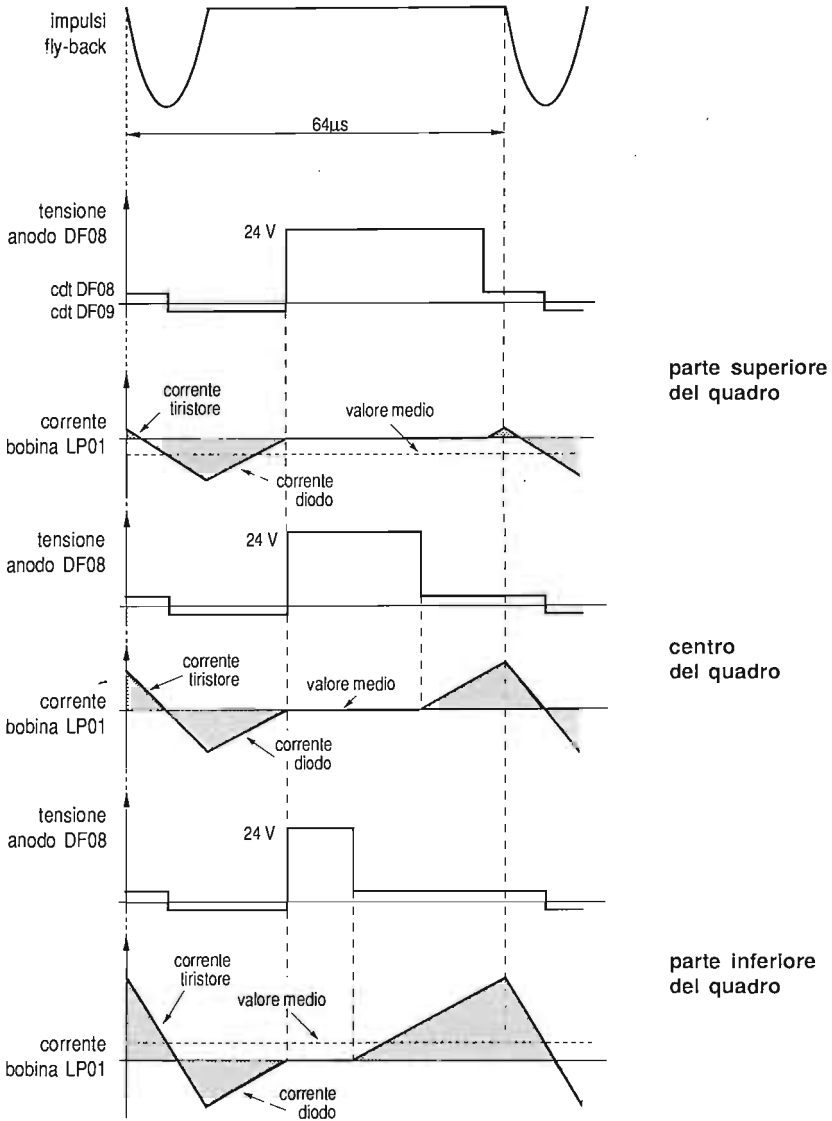 impulsi
fly-back
64µs
tensione
anodo DF08
24 V
cdt DF08
cdt DF09
parte superiore
del quadro
corrente
tiristore
valore medio
corrente
bobina LP01
corrente
diodo
tensione
anodo DF08
24 V
centro
del quadro
corrente
tiristore
valore medio
corrente
bobina LP01
corrente
diodo
tensione
anodo DF08
24 V
parte inferiore
del quadro
corrente
tiristore
valore medio
corrente
bobina LP01
corrente
diodo